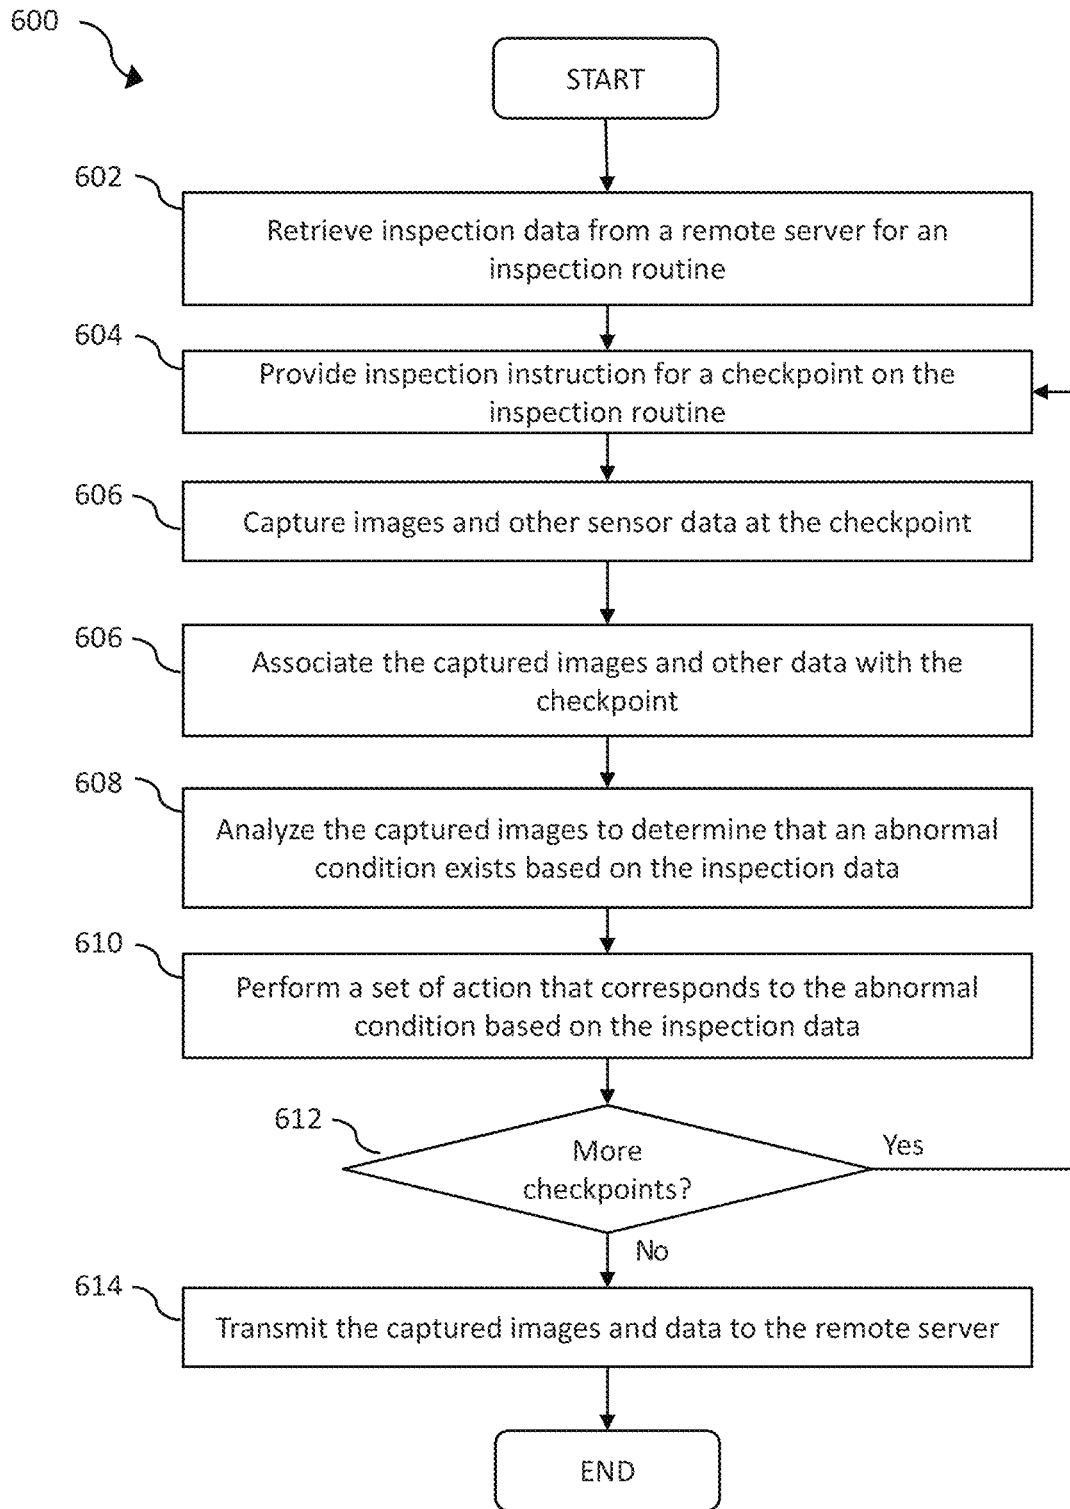 600
START
602
Retrieve inspection data from a remote server for an
inspection routine
604
Provide inspection instruction for a checkpoint on the
inspection routine
606
Capture images and other sensor data at the checkpoint
606
Associate the captured images and other data with the
checkpoint
608
Analyze the captured images to determine that an abnormal
condition exists based on the inspection data
610
Perform a set of action that corresponds to the abnormal
condition based on the inspection data
612
More
checkpoints?
Yes
No
614
Transmit the captured images and data to the remote server
END